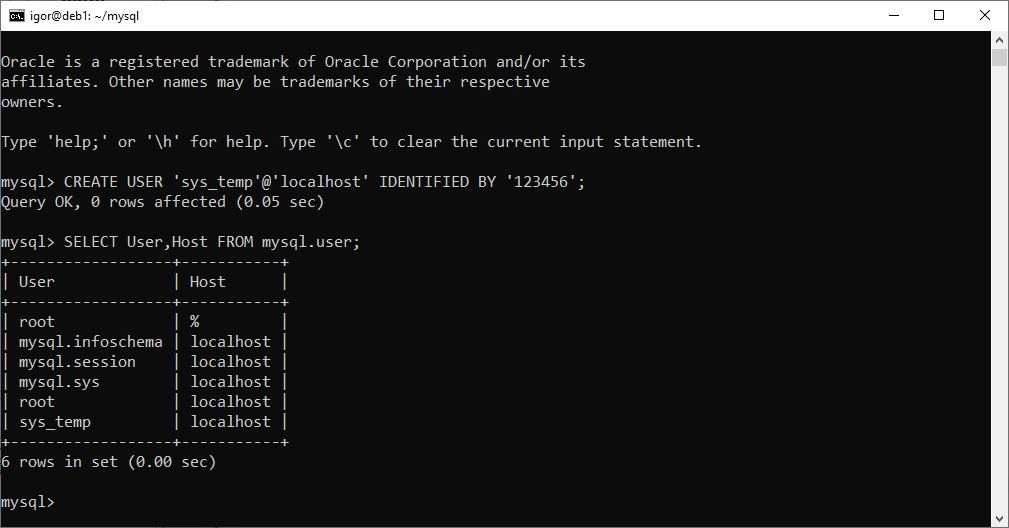 igor@deb1: ~/mysql
Oracle is a registered trademark of Oracle Corporation and/or its
affiliates. Other names may be trademarks of their respective
owners.
Type 'help;' or '\h' for help. Type '\c' to clear the current input statement.
mysql> CREATE USER 'sys_temp'@'localhost' IDENTIFIED BY '123456';
Query OK, 0 rows affected (0.05 sec)
mysql> SELECT User,Host FROM mysql.user;
+------------------+-----------+
| User             | Host      |
+------------------+-----------+
| root             | %         |
| mysql.infoschema | localhost |
| mysql.session    | localhost |
| mysql.sys        | localhost |
| root             | localhost |
| sys_temp         | localhost |
+------------------+-----------+
6 rows in set (0.00 sec)
mysql>